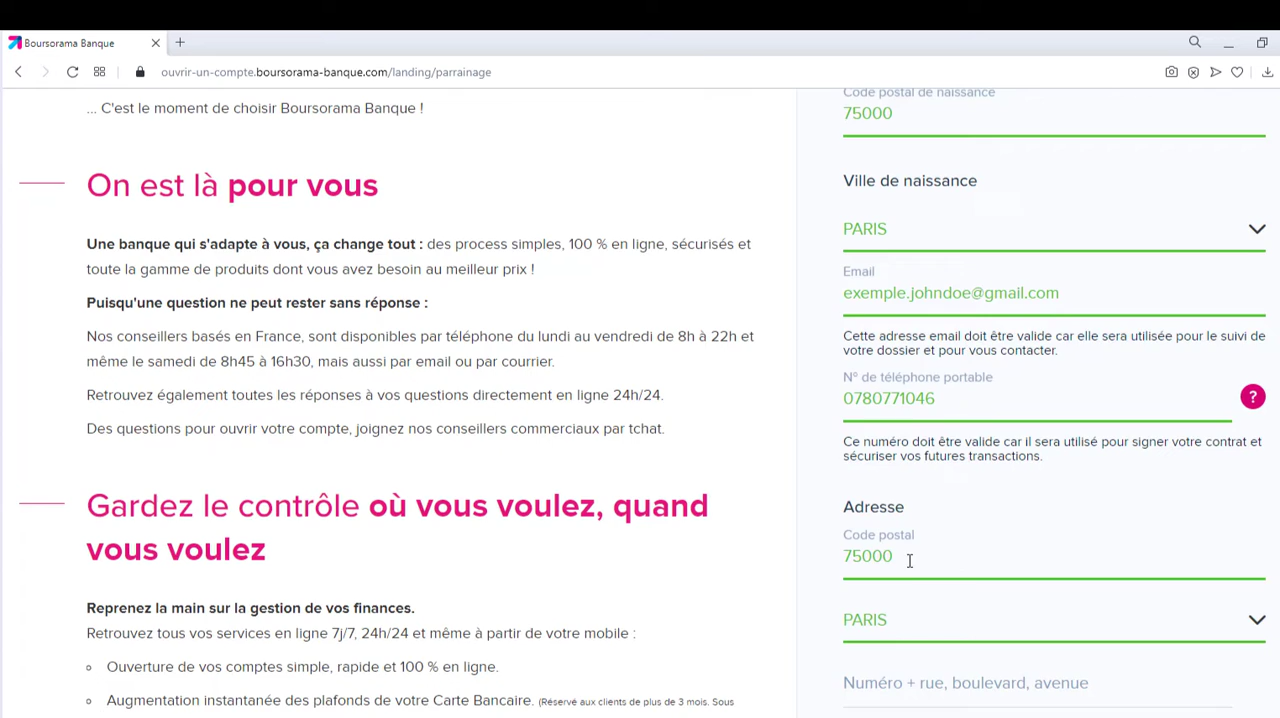 Boursorama Banque
ouvrir-un-compte.boursorama-banque.com/landing/parrainage
... C'est le moment de choisir Boursorama Banque !
On est là pour vous
Une banque qui s'adapte à vous, ça change tout : des process simples, 100 % en ligne, sécurisés et
toute la gamme de produits dont vous avez besoin au meilleur prix !
Puisqu'une question ne peut rester sans réponse :
Nos conseillers basés en France, sont disponibles par téléphone du lundi au vendredi de 8h à 22h et
même le samedi de 8h45 à 16h30, mais aussi par email ou par courrier.
Retrouvez également toutes les réponses à vos questions directement en ligne 24h/24.
Des questions pour ouvrir votre compte, joignez nos conseillers commerciaux par tchat.
Gardez le contrôle où vous voulez, quand
vous voulez
Reprenez la main sur la gestion de vos finances.
Retrouvez tous vos services en ligne 7j/7, 24h/24 et même à partir de votre mobile :
Ouverture de vos comptes simple, rapide et 100 % en ligne.
Augmentation instantanée des plafonds de votre Carte Bancaire. (Réservé aux clients de plus de 3 mois. Sous
Code postal de naissance
75000
Ville de naissance
PARIS
Email
exemple.johndoe@gmail.com
Cette adresse email doit être valide car elle sera utilisée pour le suivi de
votre dossier et pour vous contacter.
N° de téléphone portable
0780771046
?
Ce numéro doit être valide car il sera utilisé pour signer votre contrat et
sécuriser vos futures transactions.
Adresse
Code postal
75000
PARIS
Numéro + rue, boulevard, avenue